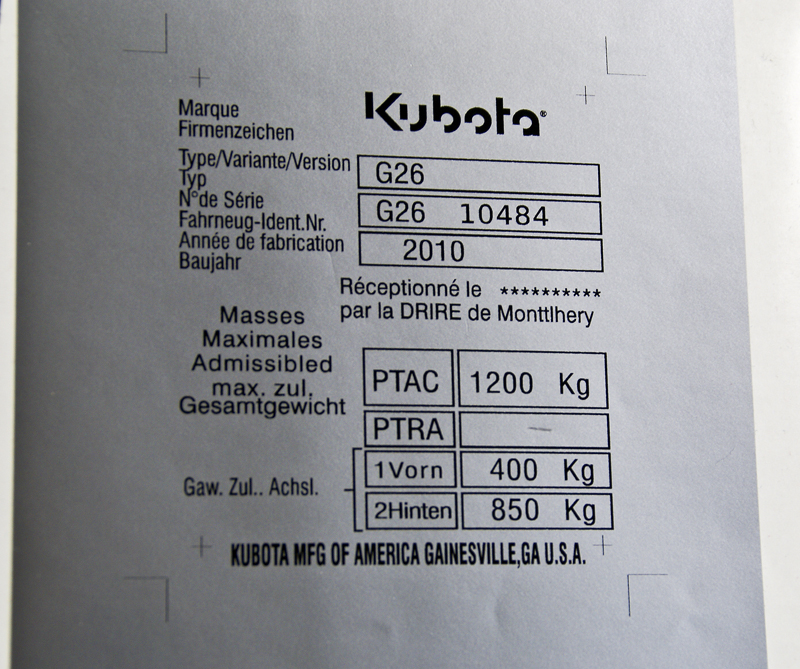 Marque
Firmenzeichen
Kubota®
Type/Variante/Version
Typ
G26
N°de Série
Fahrneug-Ident.Nr.
G26 10484
Année de fabrication
Baujahr
2010
Réceptionné le **********
par la DRIRE de Monttlhery
Masses
Maximales
Admissibled
max. zul.
Gesamtgewicht
PTAC 1200 Kg
PTRA —
Gaw. Zul.. Achsl.
1Vorn 400 Kg
2Hinten 850 Kg
KUBOTA MFG OF AMERICA GAINESVILLE,GA U.S.A.